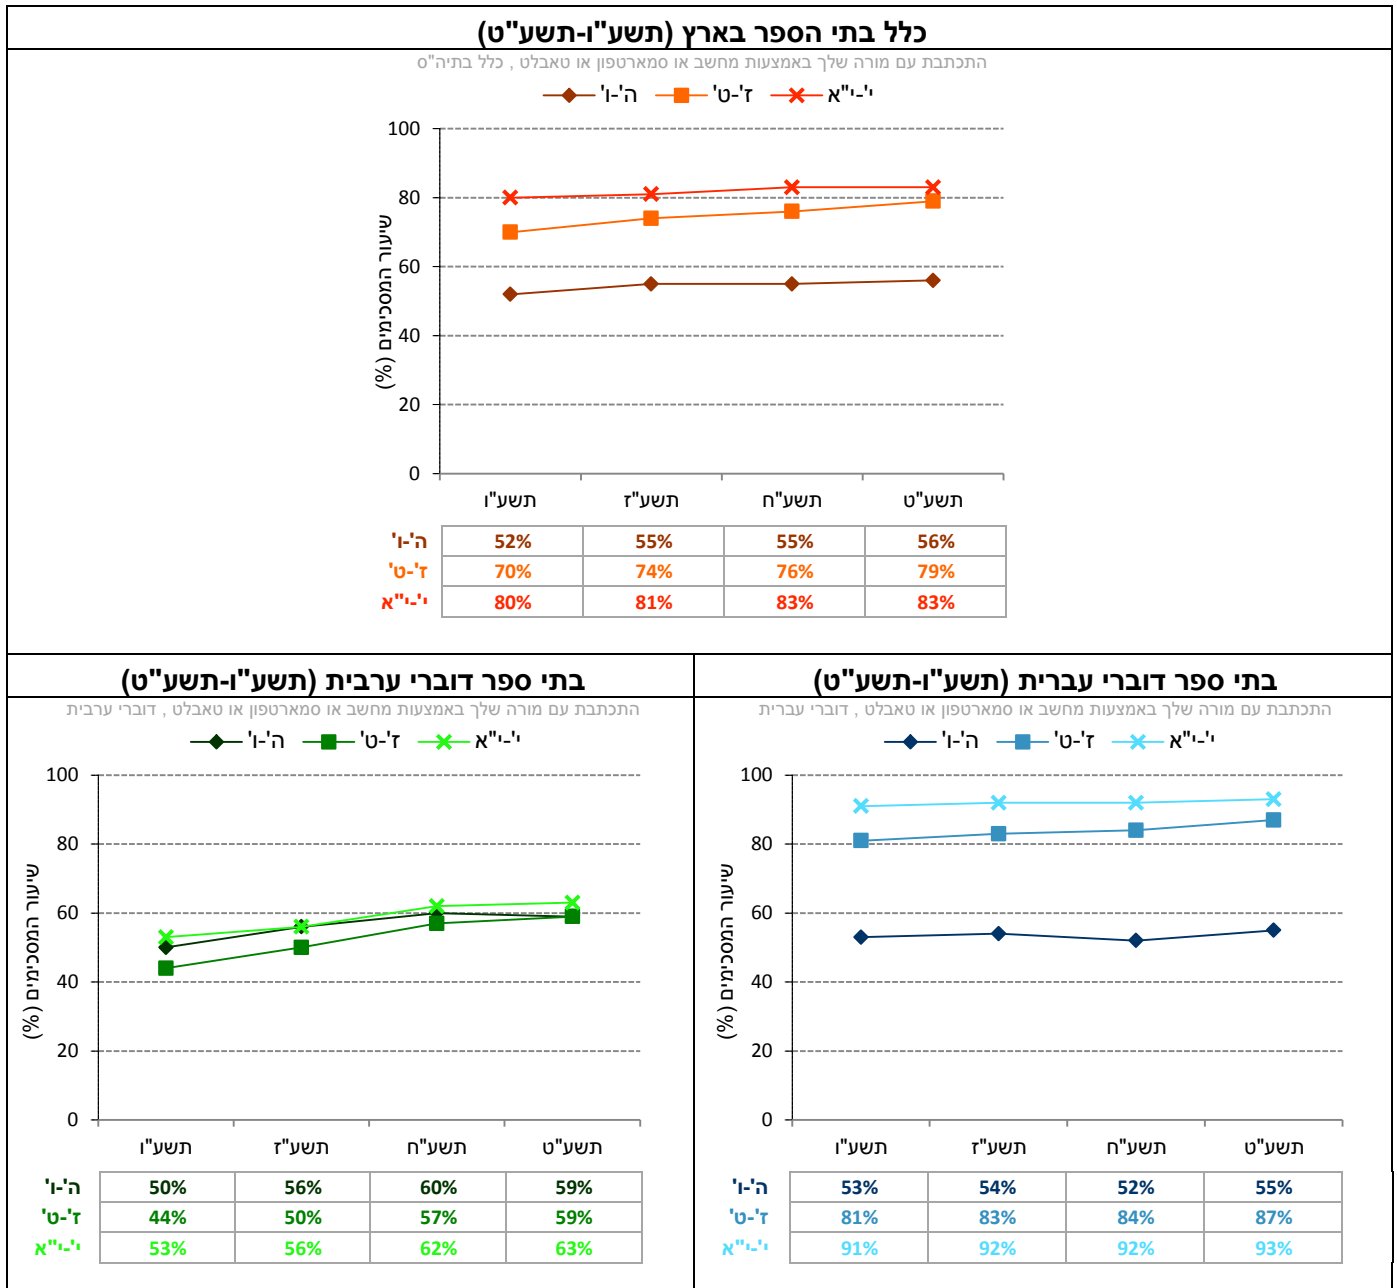 כלל בתי הספר בארץ (תשע"ו-תשע"ט)
התכתבת עם מורה שלך באמצעות מחשב או סמארטפון או טאבלט , כלל בתיה"ס
ה'-ו' ז'-ט' י'-י"א
שיעור המסכימים (%)
100
80
60
40
20
0
תשע"ו תשע"ז תשע"ח תשע"ט
ה'-ו' 52% 55% 55% 56%
ז'-ט' 70% 74% 76% 79%
י'-י"א 80% 81% 83% 83%
בתי ספר דוברי עברית (תשע"ו-תשע"ט)
התכתבת עם מורה שלך באמצעות מחשב או סמארטפון או טאבלט , דוברי עברית
ה'-ו' ז'-ט' י'-י"א
שיעור המסכימים (%)
100
80
60
40
20
0
תשע"ו תשע"ז תשע"ח תשע"ט
ה'-ו' 53% 54% 52% 55%
ז'-ט' 81% 83% 84% 87%
י'-י"א 91% 92% 92% 93%
בתי ספר דוברי ערבית (תשע"ו-תשע"ט)
התכתבת עם מורה שלך באמצעות מחשב או סמארטפון או טאבלט , דוברי ערבית
ה'-ו' ז'-ט' י'-י"א
שיעור המסכימים (%)
100
80
60
40
20
0
תשע"ו תשע"ז תשע"ח תשע"ט
ה'-ו' 50% 56% 60% 59%
ז'-ט' 44% 50% 57% 59%
י'-י"א 53% 56% 62% 63%